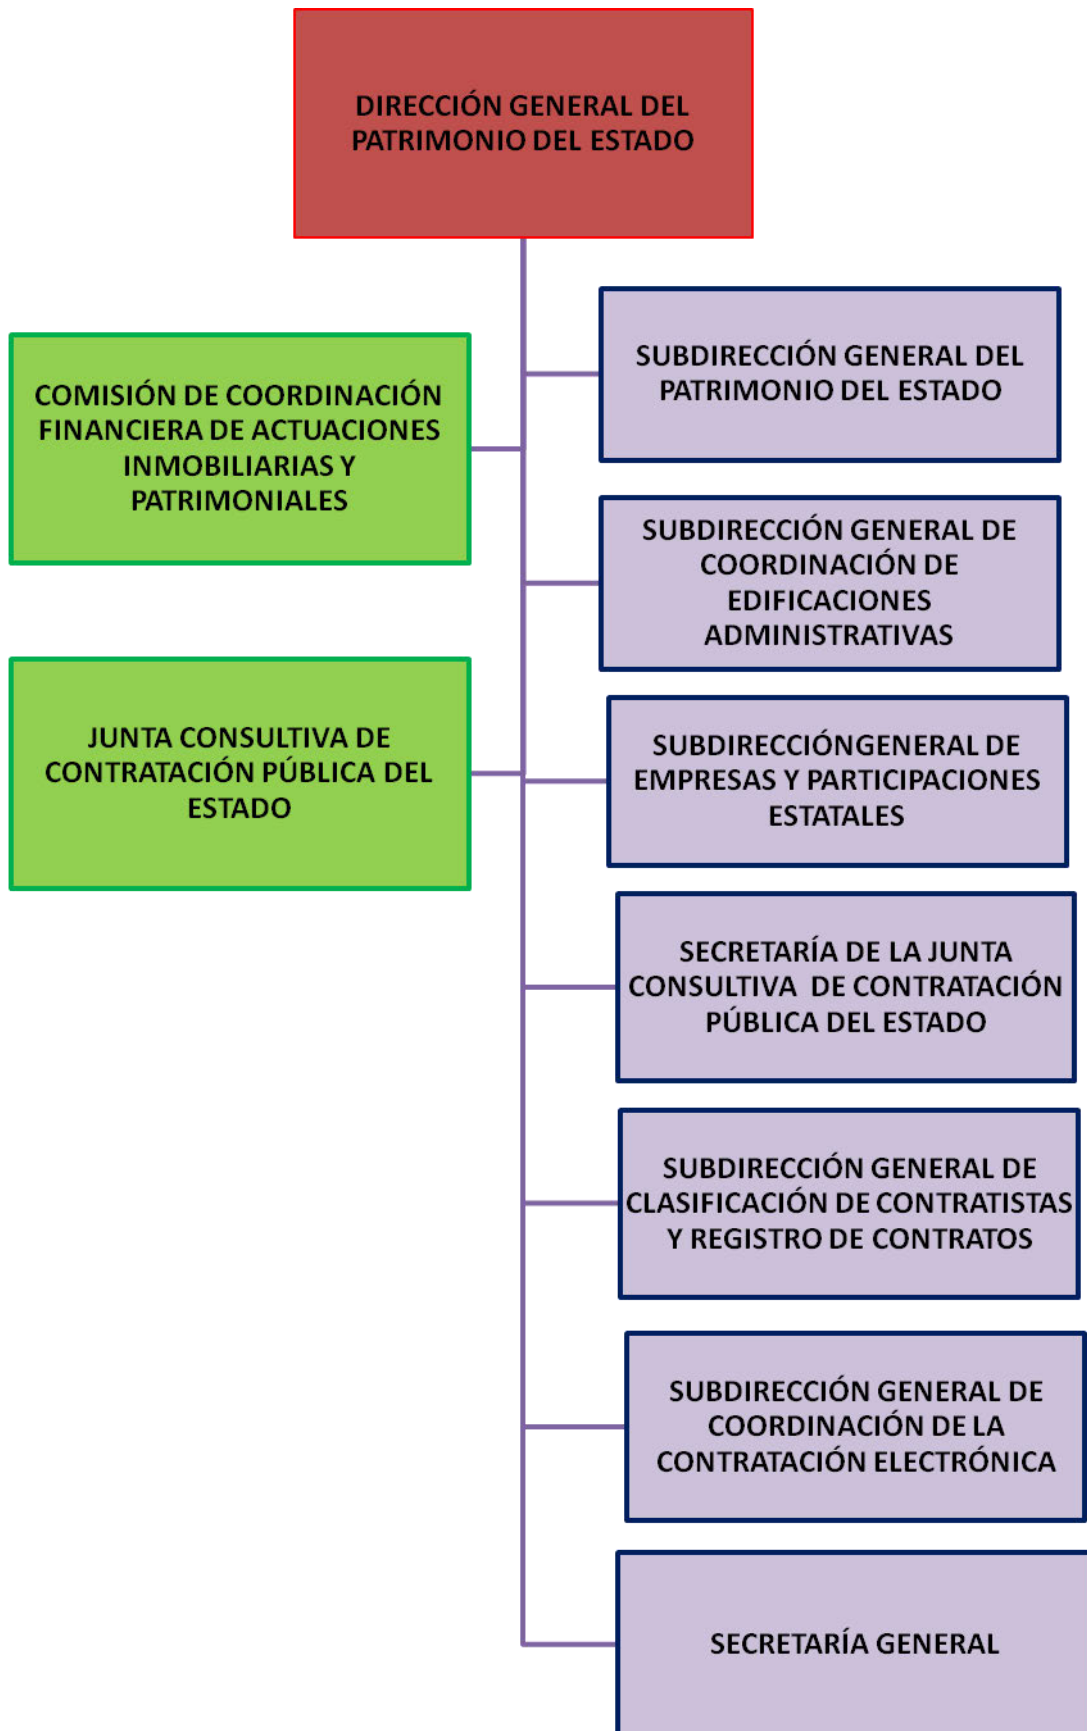 DIRECCIÓN GENERAL DEL
PATRIMONIO DEL ESTADO
COMISIÓN DE COORDINACIÓN
FINANCIERA DE ACTUACIONES
INMOBILIARIAS Y
PATRIMONIALES
JUNTA CONSULTIVA DE
CONTRATACIÓN PÚBLICA DEL
ESTADO
SUBDIRECCIÓN GENERAL DEL
PATRIMONIO DEL ESTADO
SUBDIRECCIÓN GENERAL DE
COORDINACIÓN DE
EDIFICACIONES
ADMINISTRATIVAS
SUBDIRECCIÓNGENERAL DE
EMPRESAS Y PARTICIPACIONES
ESTATALES
SECRETARÍA DE LA JUNTA
CONSULTIVA DE CONTRATACIÓN
PÚBLICA DEL ESTADO
SUBDIRECCIÓN GENERAL DE
CLASIFICACIÓN DE CONTRATISTAS
Y REGISTRO DE CONTRATOS
SUBDIRECCIÓN GENERAL DE
COORDINACIÓN DE LA
CONTRATACIÓN ELECTRÓNICA
SECRETARÍA GENERAL